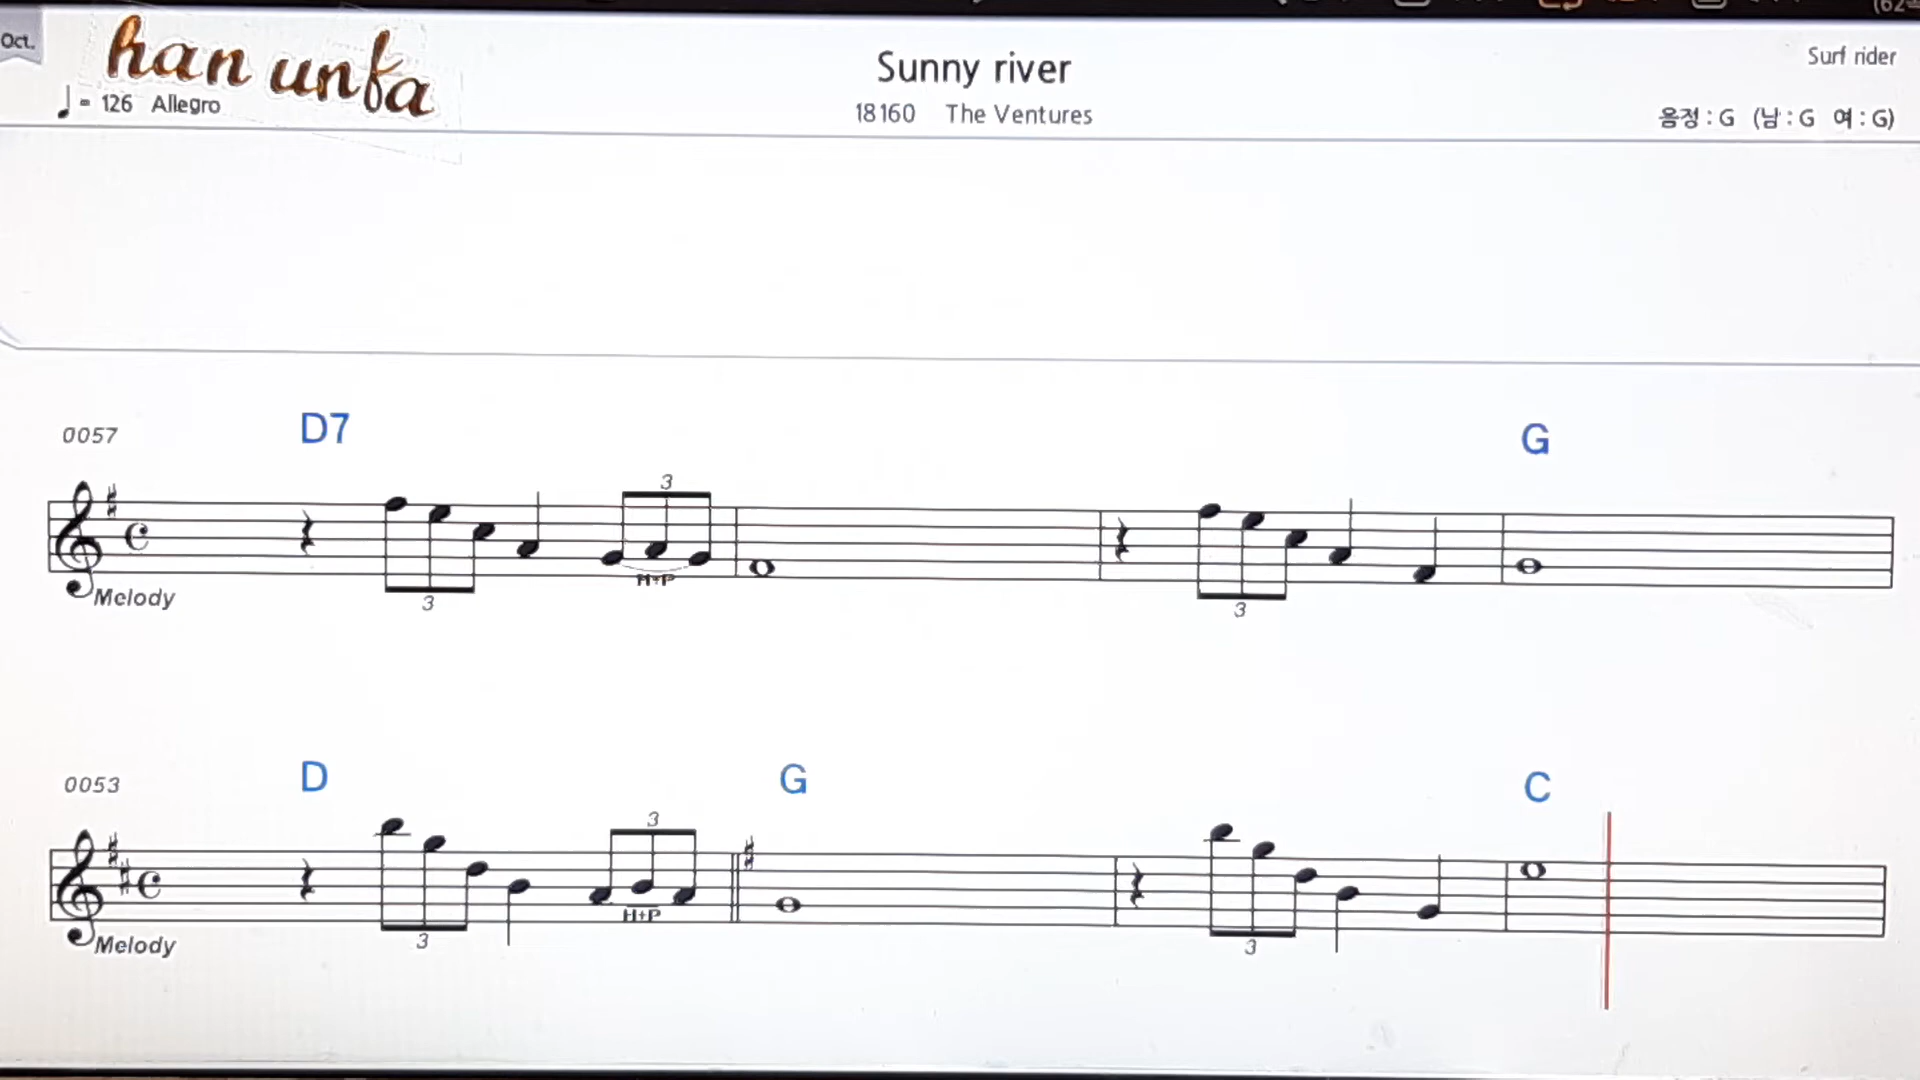 Oct.
han unfa
= 126 Allegro
Sunny river
18160 The Ventures
Surf rider
음정 : G (남 : G 여 : G)
0057 D7 G
3
H+P
3
3
Melody
0053 D G C
3
H+P
3
3
Melody